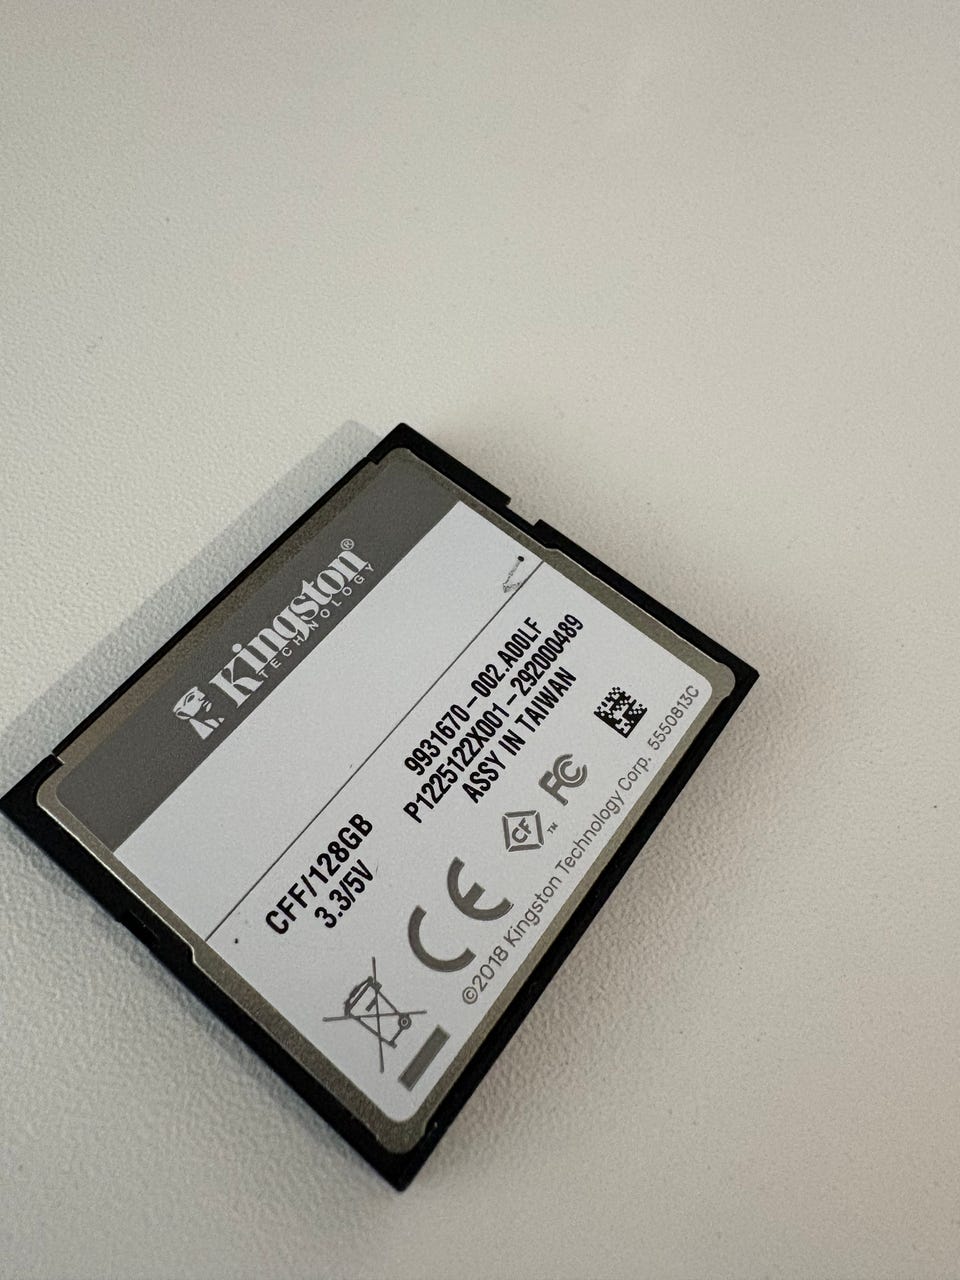 Kingston®
TECHNOLOGY
CFF/128GB
3.3/5V
9931670-002.A00LF
P1225122X001-292000489
ASSY IN TAIWAN
CE
CF™
FC
©2018 Kingston Technology Corp. 5550813C